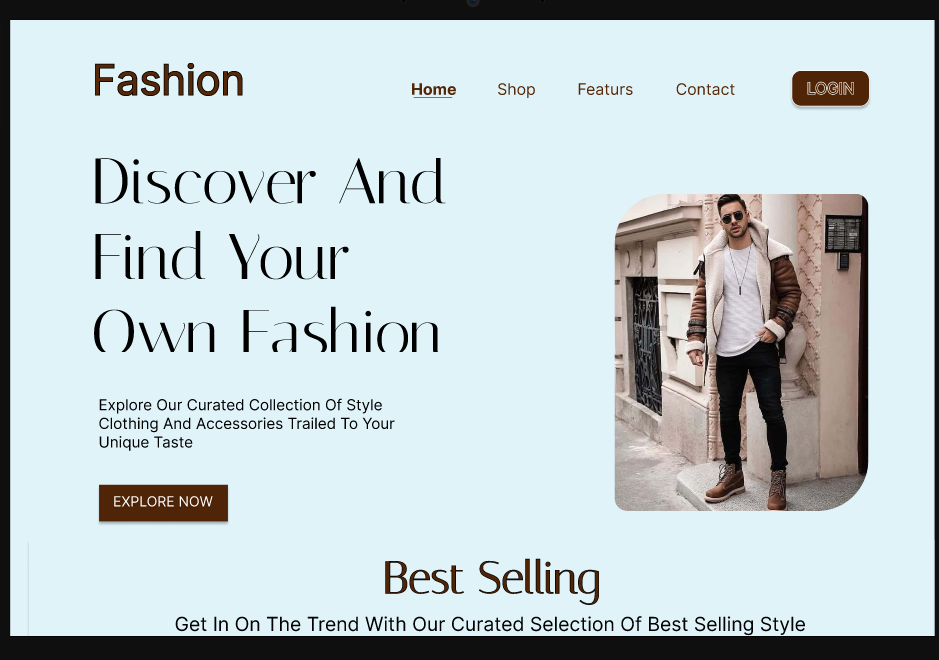 Fashion
Home Shop Featurs Contact LOGIN
Discover And
Find Your
Own Fashion
Explore Our Curated Collection Of Style
Clothing And Accessories Trailed To Your
Unique Taste
EXPLORE NOW
Best Selling
Get In On The Trend With Our Curated Selection Of Best Selling Style